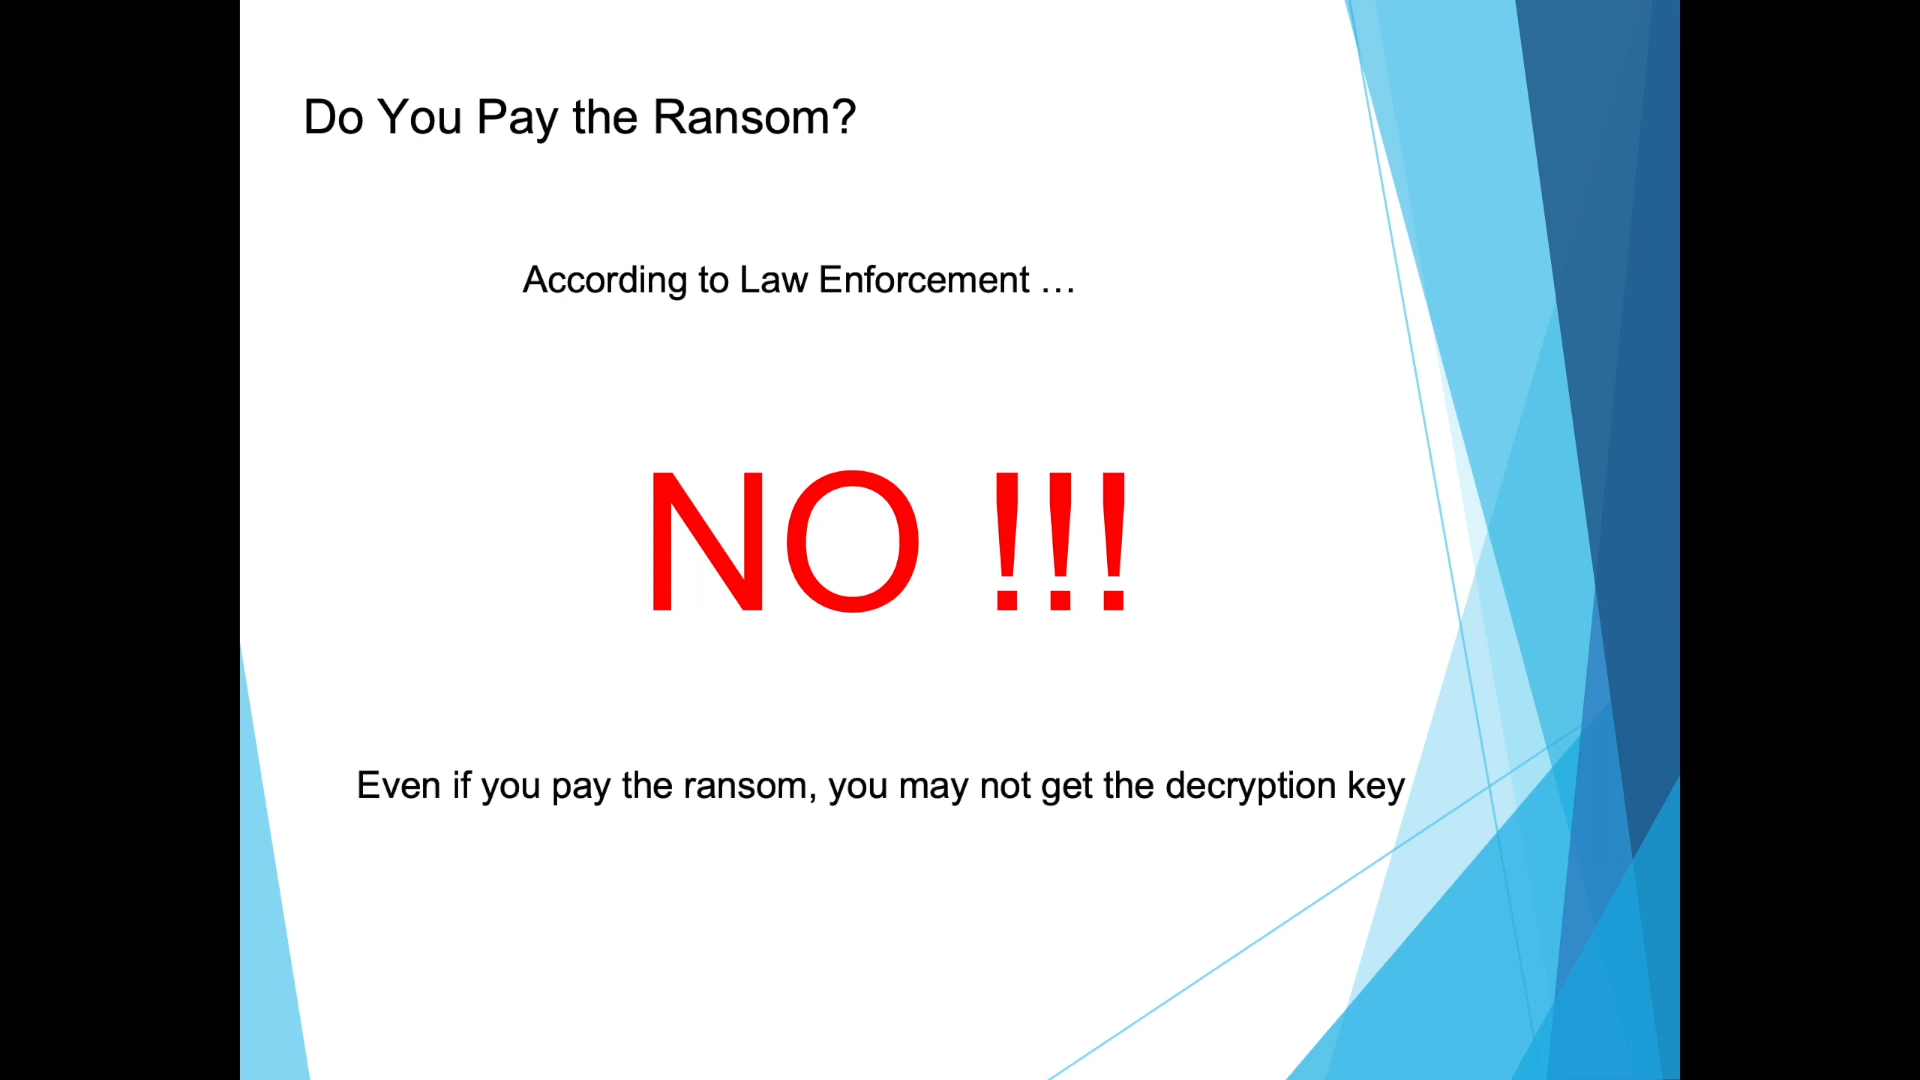 Do You Pay the Ransom?
According to Law Enforcement …
NO !!!
Even if you pay the ransom, you may not get the decryption key